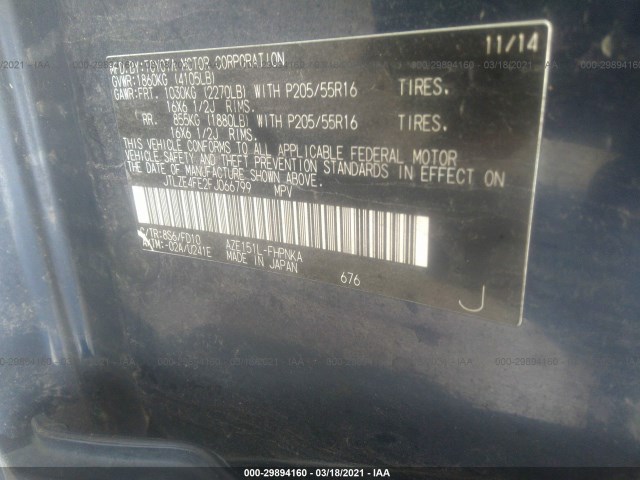 11/14
MFD.BY:TOYOTA MOTOR CORPORATION
GVWR:1860KG (4105LB)
GAWR:FRT. 1030KG (2270LB) WITH P205/55R16 TIRES.
16X6 1/2J RIMS.
RR. 855KG (1880LB) WITH P205/55R16 TIRES.
16X6 1/2J RIMS.
THIS VEHICLE CONFORMS TO ALL APPLICABLE FEDERAL MOTOR
VEHICLE SAFETY AND THEFT PREVENTION STANDARDS IN EFFECT ON
THE DATE OF MANUFACTURE SHOWN ABOVE.
JTLZE4FE2FJ066799 MPV
C/TR:8S6/FD10 AZE151L-FHPNKA
A/TM:-02A/U241E MADE IN JAPAN
676
J
000-29894160 - 03/18/2021 - IAA